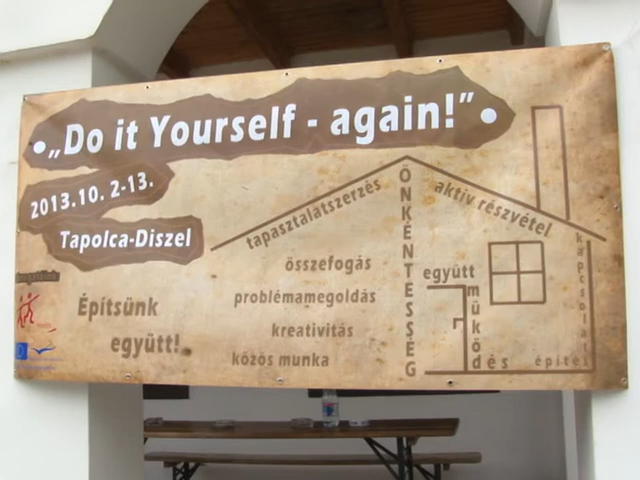 „Do it Yourself - again!”
2013.10. 2-13.
Tapolca-Diszel
Építsünk
együtt!
tapasztalatszerzés
összefogás
problémamegoldás
kreativitás
közös munka
ÖNKÉNTESSÉG
aktív részvétel
együtt
működés
kapcsolat
építés